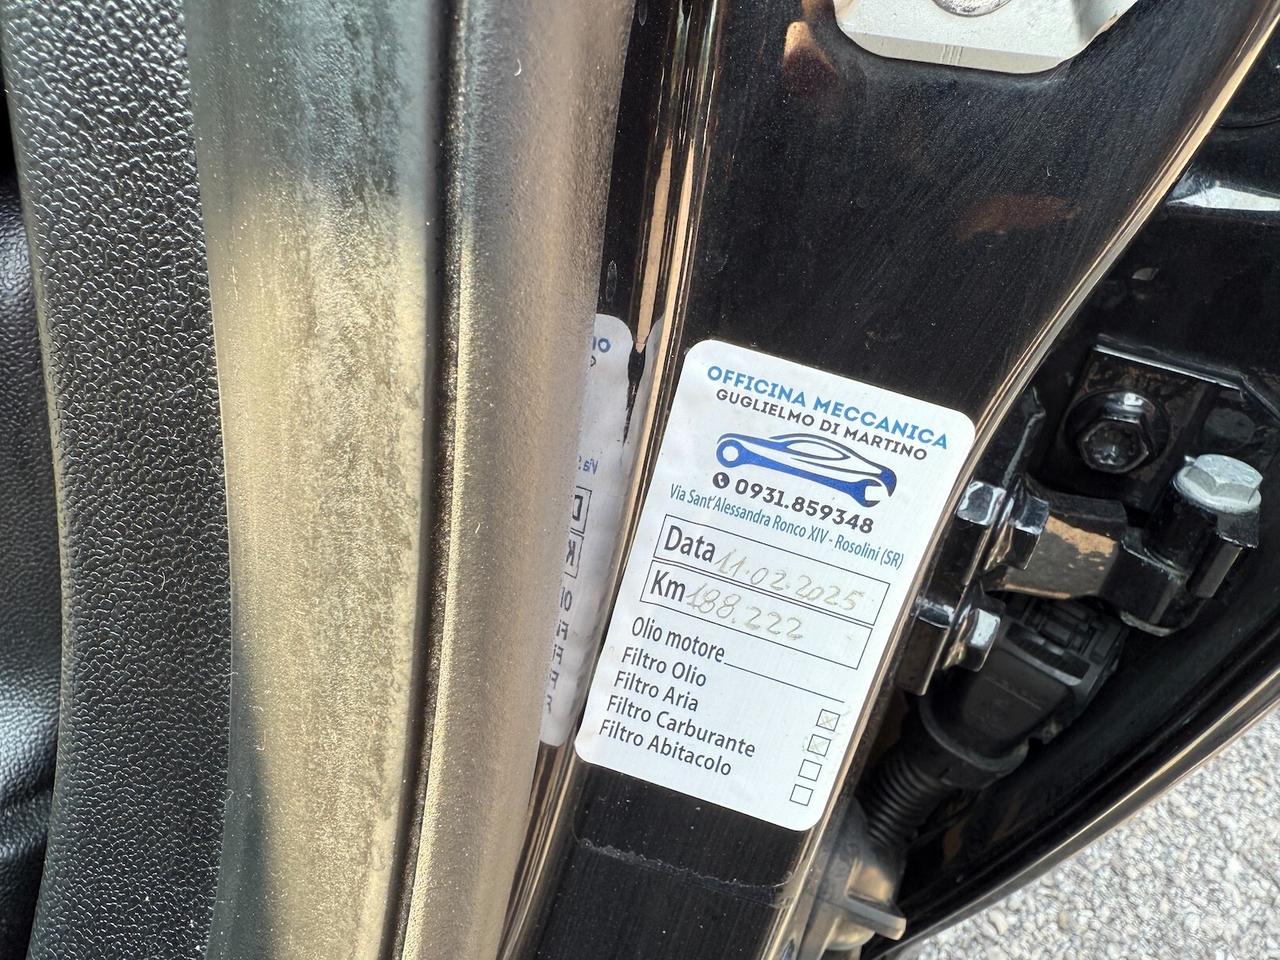 OFFICINA MECCANICA
GUGLIELMO DI MARTINO
0931.859348
Via Sant'Alessandra Ronco XIV - Rosolini (SR)
Data 11.02.2025
Km 188.222
Olio motore
Filtro Olio
Filtro Aria
Filtro Carburante
Filtro Abitacolo